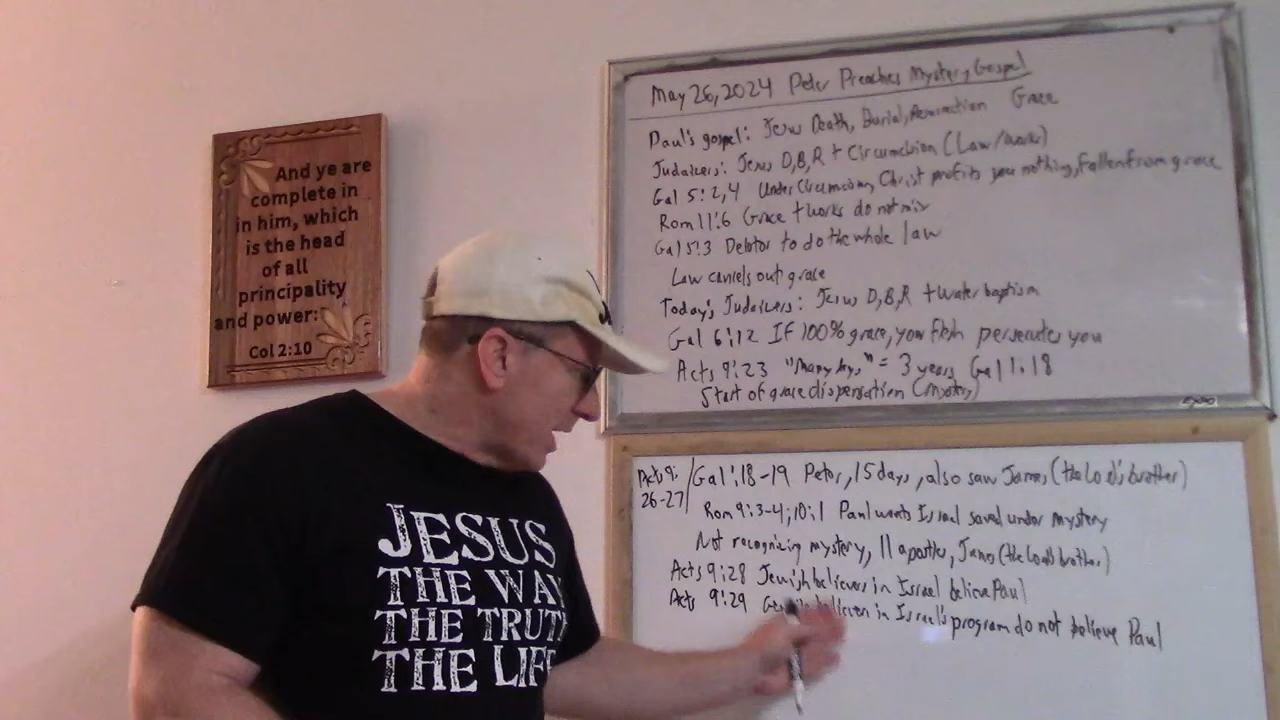 And ye are
complete in
in him, which
is the head
of all
principality
and power:
Col 2:10
JESUS
THE WAY
THE TRUTH
THE LIFE
May 26, 2024 Peter Preaches Mystery Gospel
Paul's gospel: Jesus Death, Burial, Resurrection Grace
Judaizers: Jesus D,B,R + Circumcision (Law/works)
Gal 5:2,4 Under Circumcision, Christ profits you nothing, fallen from grace
Rom 11:6 Grace + works do not mix
Gal 5:3 Debtor to do the whole law
Law cancels out grace
Today's Judaizers: Jesus D,B,R + water baptism
Gal 6:12 IF 100% grace, your flesh persecutes you
Acts 9:23 "Many days" = 3 years Gal 1:18
Start of grace dispensation (mystery)
EXPO
Acts 9:
26-27
Gal 1:18-19 Peter, 15 days, also saw James (the Lord's brother)
Rom 9:3-4; 10:1 Paul wants Israel saved under mystery
Not recognizing mystery, 11 apostles, James (the Lord's brother)
Acts 9:28 Jewish believers in Israel believe Paul
Acts 9:29 believers in Israel's program do not believe Paul